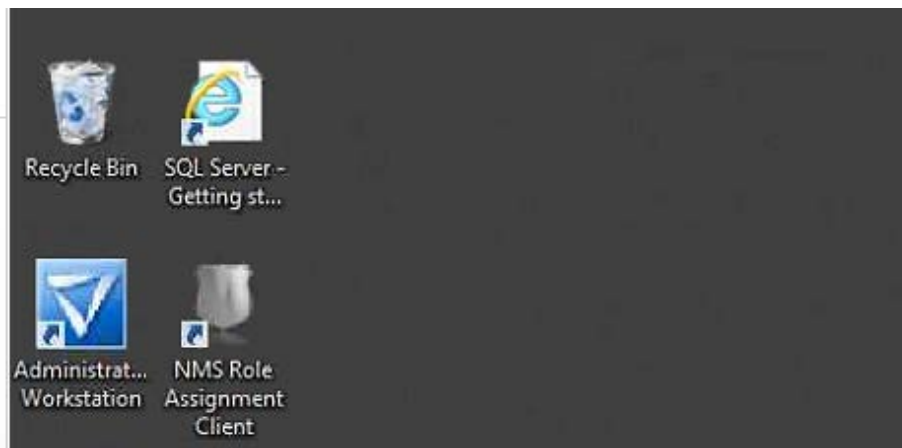 Recycle Bin
SQL Server -
Getting st...
Administrat...
Workstation
NMS Role
Assignment
Client